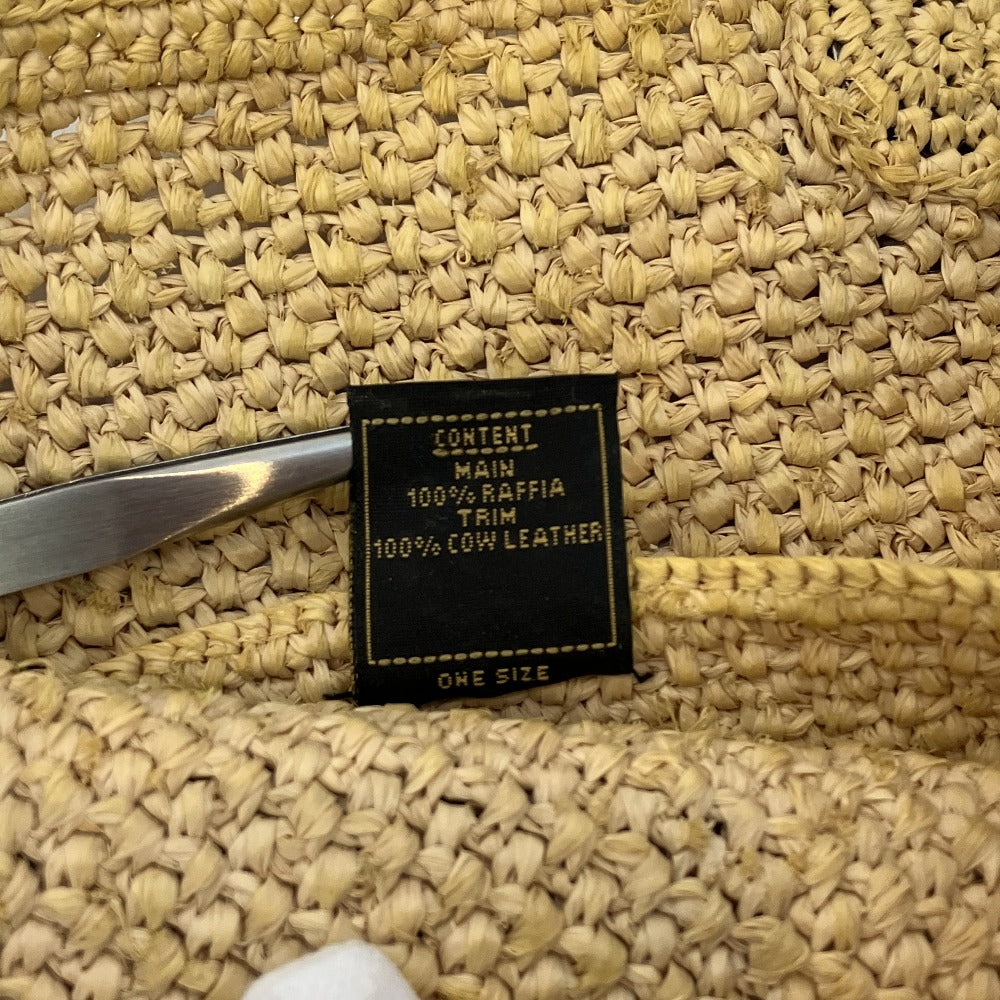 CONTENT
MAIN
100% RAFFIA
TRIM
100% COW LEATHER
ONE SIZE